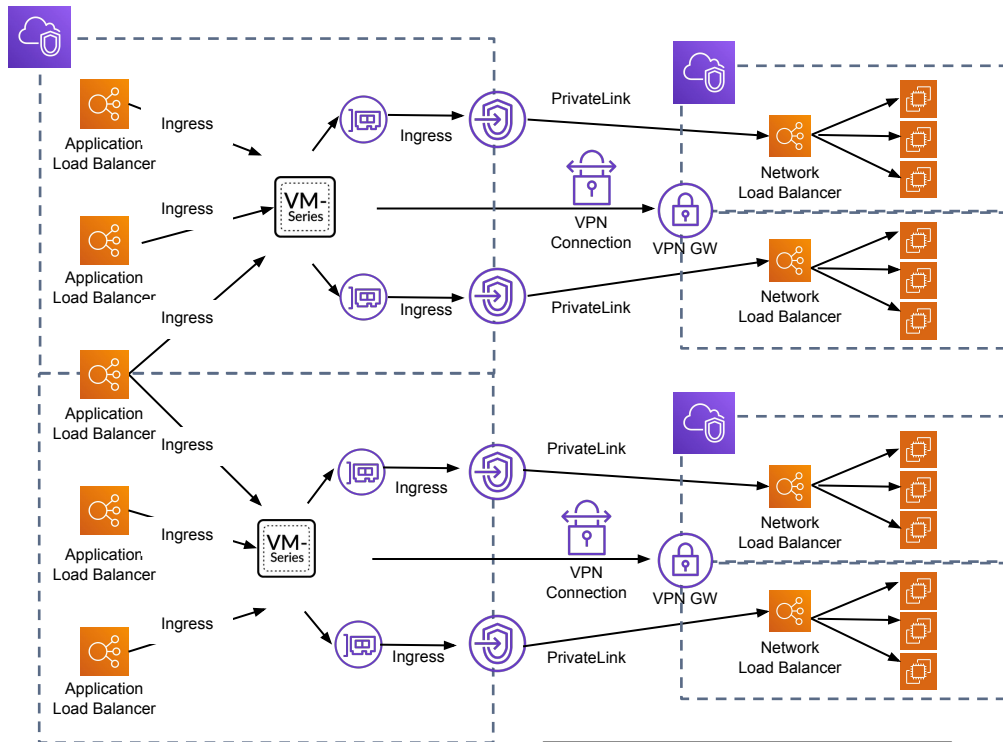 Application
Load Balancer
Ingress
Ingress
Application
Load Balancer
Ingress
Application
Load Balancer
Ingress
VM-
Series
Ingress
PrivateLink
VPN
Connection
VPN GW
Ingress
PrivateLink
Network
Load Balancer
Network
Load Balancer
Ingress
Application
Load Balancer
Ingress
Application
Load Balancer
VM-
Series
Ingress
PrivateLink
VPN
Connection
VPN GW
Ingress
PrivateLink
Network
Load Balancer
Network
Load Balancer